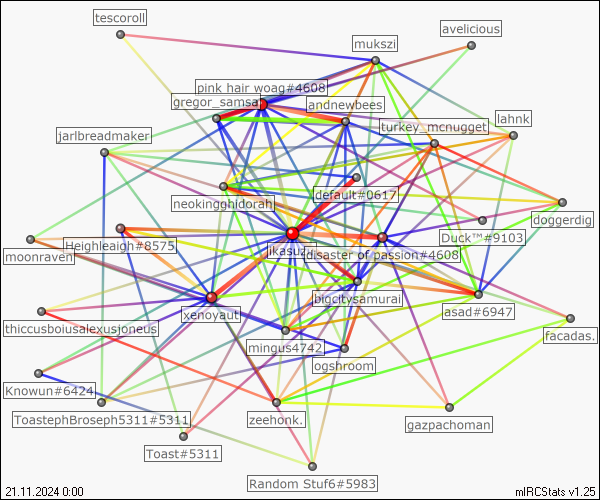 tescoroll
avelicious
mukszi
pink hair woag#4608
gregor_samsa
andnewbees
lahnk
turkey_mcnugget
jarlbreadmaker
default#0617
neokingghidorah
doggerdig
Duck™#9103
Heighleaigh#8575
moonraven
ikasuzu
disaster of passion#4608
bigcitysamurai
asad#6947
xenoyaut
thiccusboiusalexusjoneus
facadas.
mingus4742
ogshroom
Knowun#6424
ToastephBroseph5311#5311
zeehonk.
gazpachoman
Toast#5311
Random Stuf6#5983
21.11.2024 0:00
mIRCStats v1.25